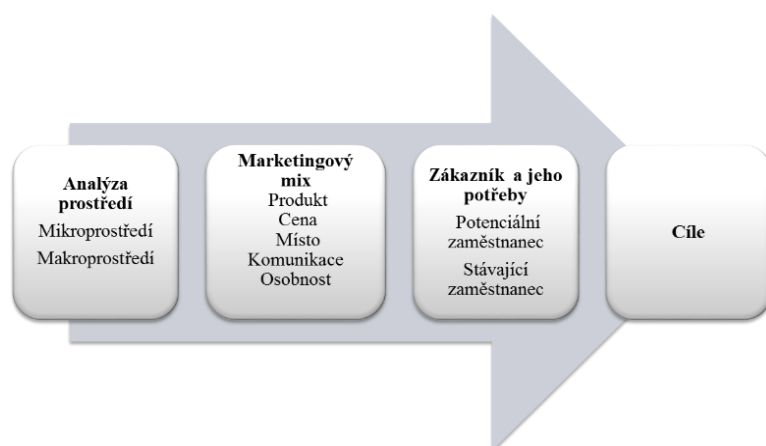 Analýza
prostředí
Mikroprostředí
Makroprostředí
Marketingový
mix
Produkt
Cena
Místo
Komunikace
Osobnost
Zákazník a jeho
potřeby
Potenciální
zaměstnanec
Stávající
zaměstnanec
Cíle